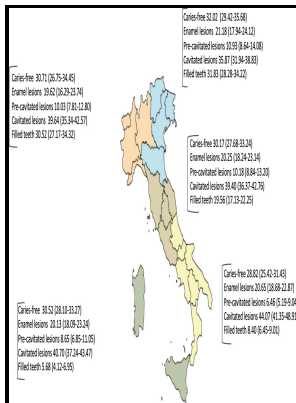 Caries-free 32.02 (29.42-35.68)
Enamel lesions 21.18 (17.94-24.12)
Pre-cavitated lesions 10.93 (8.64-14.08)
Cavitated lesions 35.87 (31.94-38.83)
Filled teeth 31.83 (28.28-34.22)
Caries-free 30.71 (26.75-34.45)
Enamel lesions 19.62 (16.29-23.74)
Pre-cavitated lesions 10.03 (7.81-12.80)
Cavitated lesions 39.64 (35.34-42.57)
Filled teeth 30.52 (27.17-34.32)
Caries-free 30.17 (27.68-33.24)
Enamel lesions 20.25 (18.24-23.14)
Pre-cavitated lesions 10.18 (8.84-13.20)
Cavitated lesions 39.40 (36.37-42.76)
Filled teeth 19.56 (17.13-22.25)
Caries-free 28.82 (25.42-31.43)
Enamel lesions 20.65 (18.68-22.87)
Pre-cavitated lesions 6.46 (5.19-9.04
Cavitated lesions 44.07 (41.35-48.91
Filled teeth 8.40 (6.45-9.01)
Caries-free 30.52 (28.10-33.27)
Enamel lesions 20.13 (18.09-23.24)
Pre-cavitated lesions 8.65 (6.85-11.05)
Cavitated lesions 40.70 (37.24-43.47)
Filled teeth 5.68 (4.12-6.95)